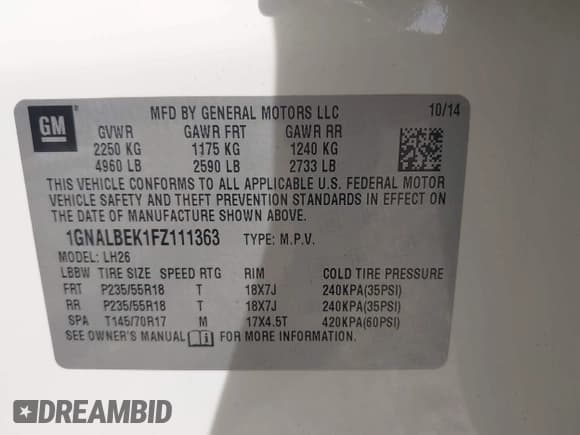 MFD BY GENERAL MOTORS LLC 10/14
GM
GVWR GAWR FRT GAWR RR
2250 KG 1175 KG 1240 KG
4960 LB 2590 LB 2733 LB
THIS VEHICLE CONFORMS TO ALL APPLICABLE U.S. FEDERAL MOTOR
VEHICLE SAFETY AND THEFT PREVENTION STANDARDS IN EFFECT ON
THE DATE OF MANUFACTURE SHOWN ABOVE.
1GNALBEK1FZ111363 TYPE: M.P.V.
MODEL: LH26
LBBW TIRE SIZE SPEED RTG RIM COLD TIRE PRESSURE
FRT P235/55R18 T 18X7J 240KPA(35PSI)
RR P235/55R18 T 18X7J 240KPA(35PSI)
SPA T145/70R17 M 17X4.5T 420KPA(60PSI)
SEE OWNER'S MANUAL FOR MORE INFORMATION.
DREAMBID